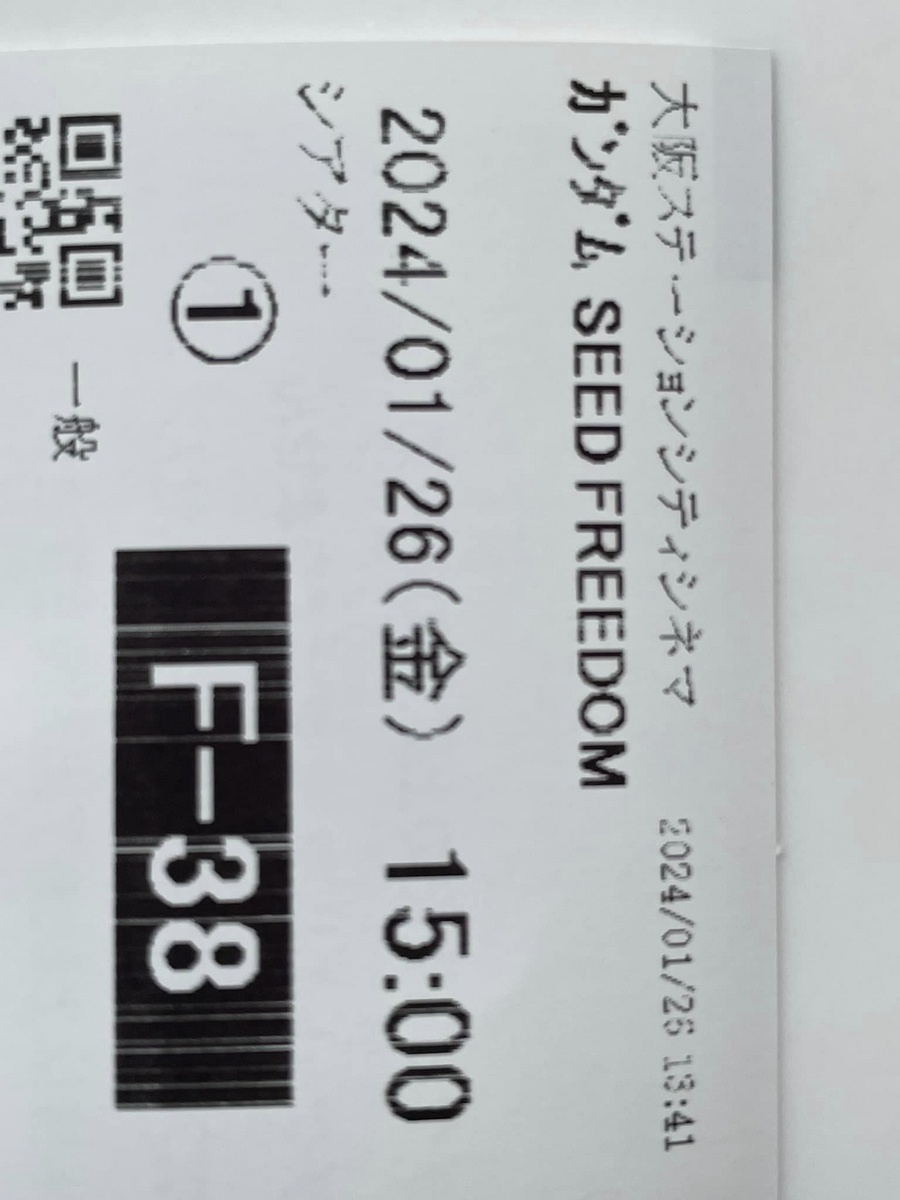 大阪ステーションシティシネマ 2024/01/26 13:41
ガンダム SEED FREEDOM
2024/01/26(金) 15:00
シアター
① F-38
一般